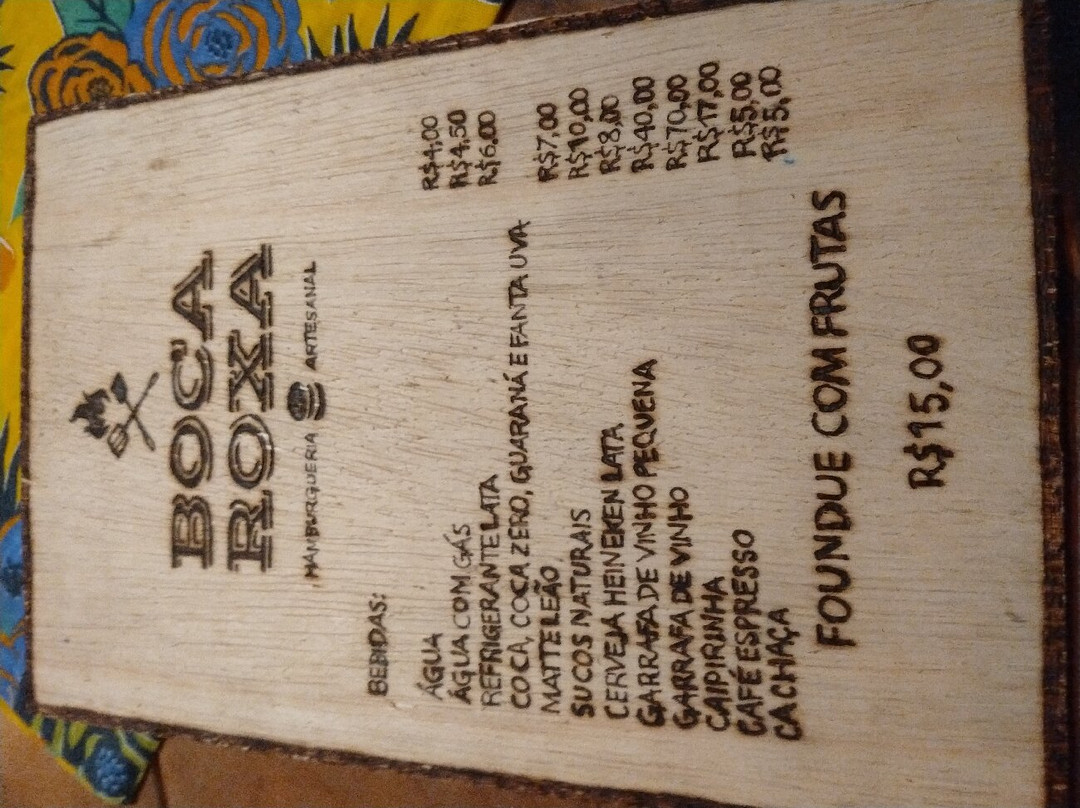 BOCA
ROXA
HAMBURGUERIA ARTESANAL
BEBIDAS:
ÁGUA R$4,00
ÁGUA COM GÁS R$4,50
REFRIGERANTE LATA R$6,00
COCA, COCA ZERO, GUARANÁ E FANTA UVA
MATTE LEÃO R$7,00
SUCOS NATURAIS R$10,00
CERVEJA HEINEKEN LATA R$8,00
GARRAFA DE VINHO PEQUENA R$40,00
GARRAFA DE VINHO R$70,00
CAIPIRINHA R$17,00
CAFÉ ESPRESSO R$5,00
CACHAÇA R$5,00
FOUNDUE COM FRUTAS
R$15,00